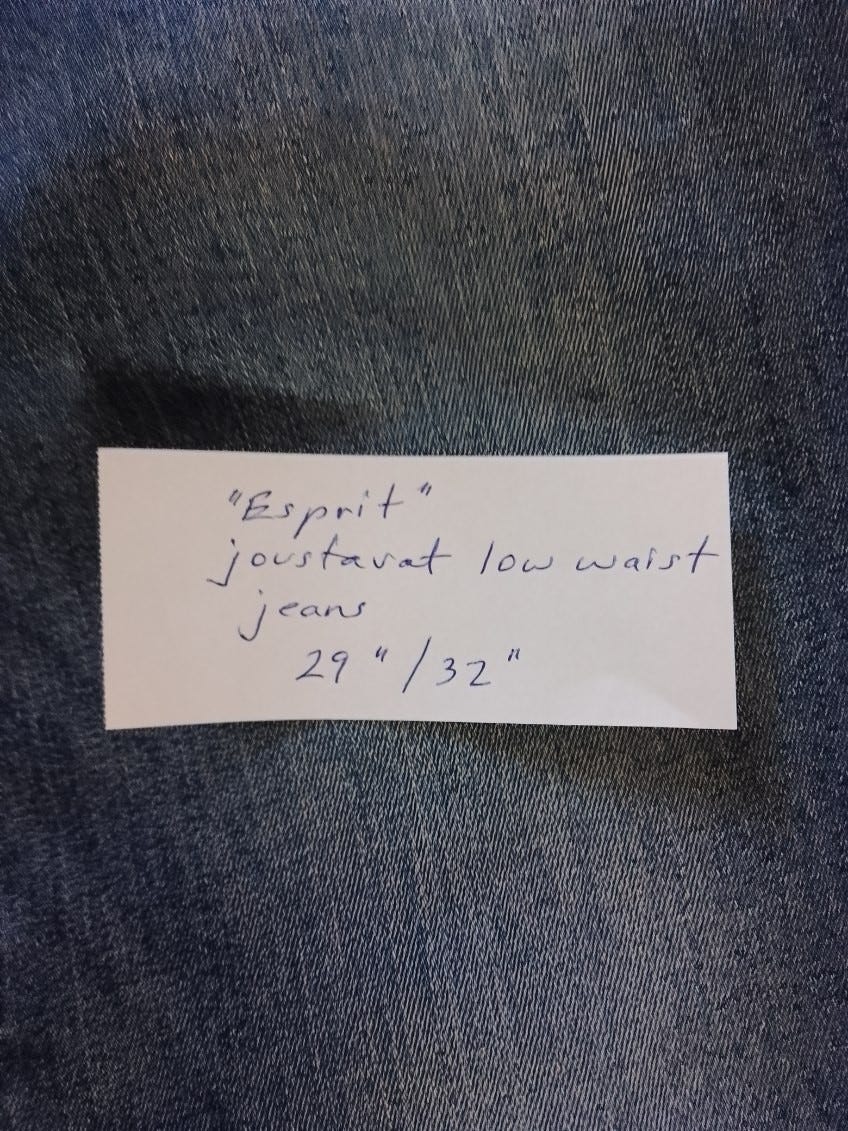 "Esprit"
joustavat low waist
jeans
29"/32"